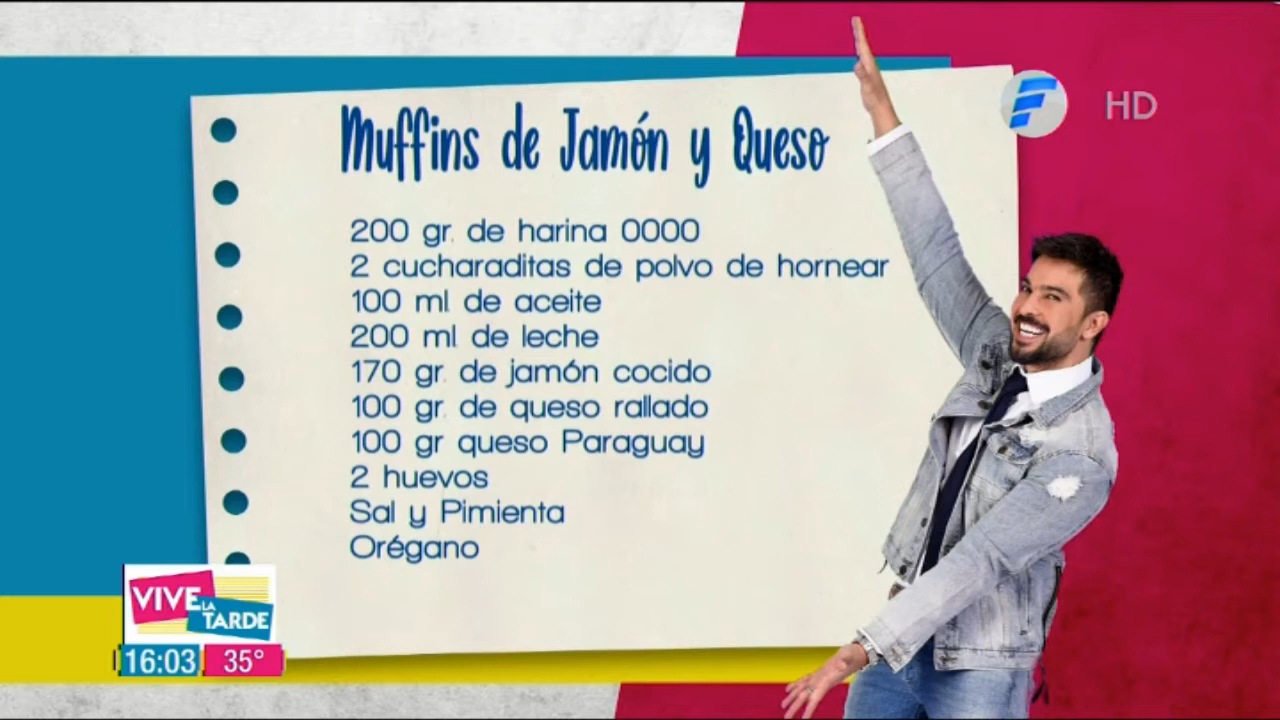 HD
Muffins de Jamón y Queso
200 gr. de harina 0000
2 cucharaditas de polvo de hornear
100 ml. de aceite
200 ml. de leche
170 gr. de jamón cocido
100 gr. de queso rallado
100 gr queso Paraguay
2 huevos
Sal y Pimienta
Orégano
VIVE LA TARDE
16:03 35°